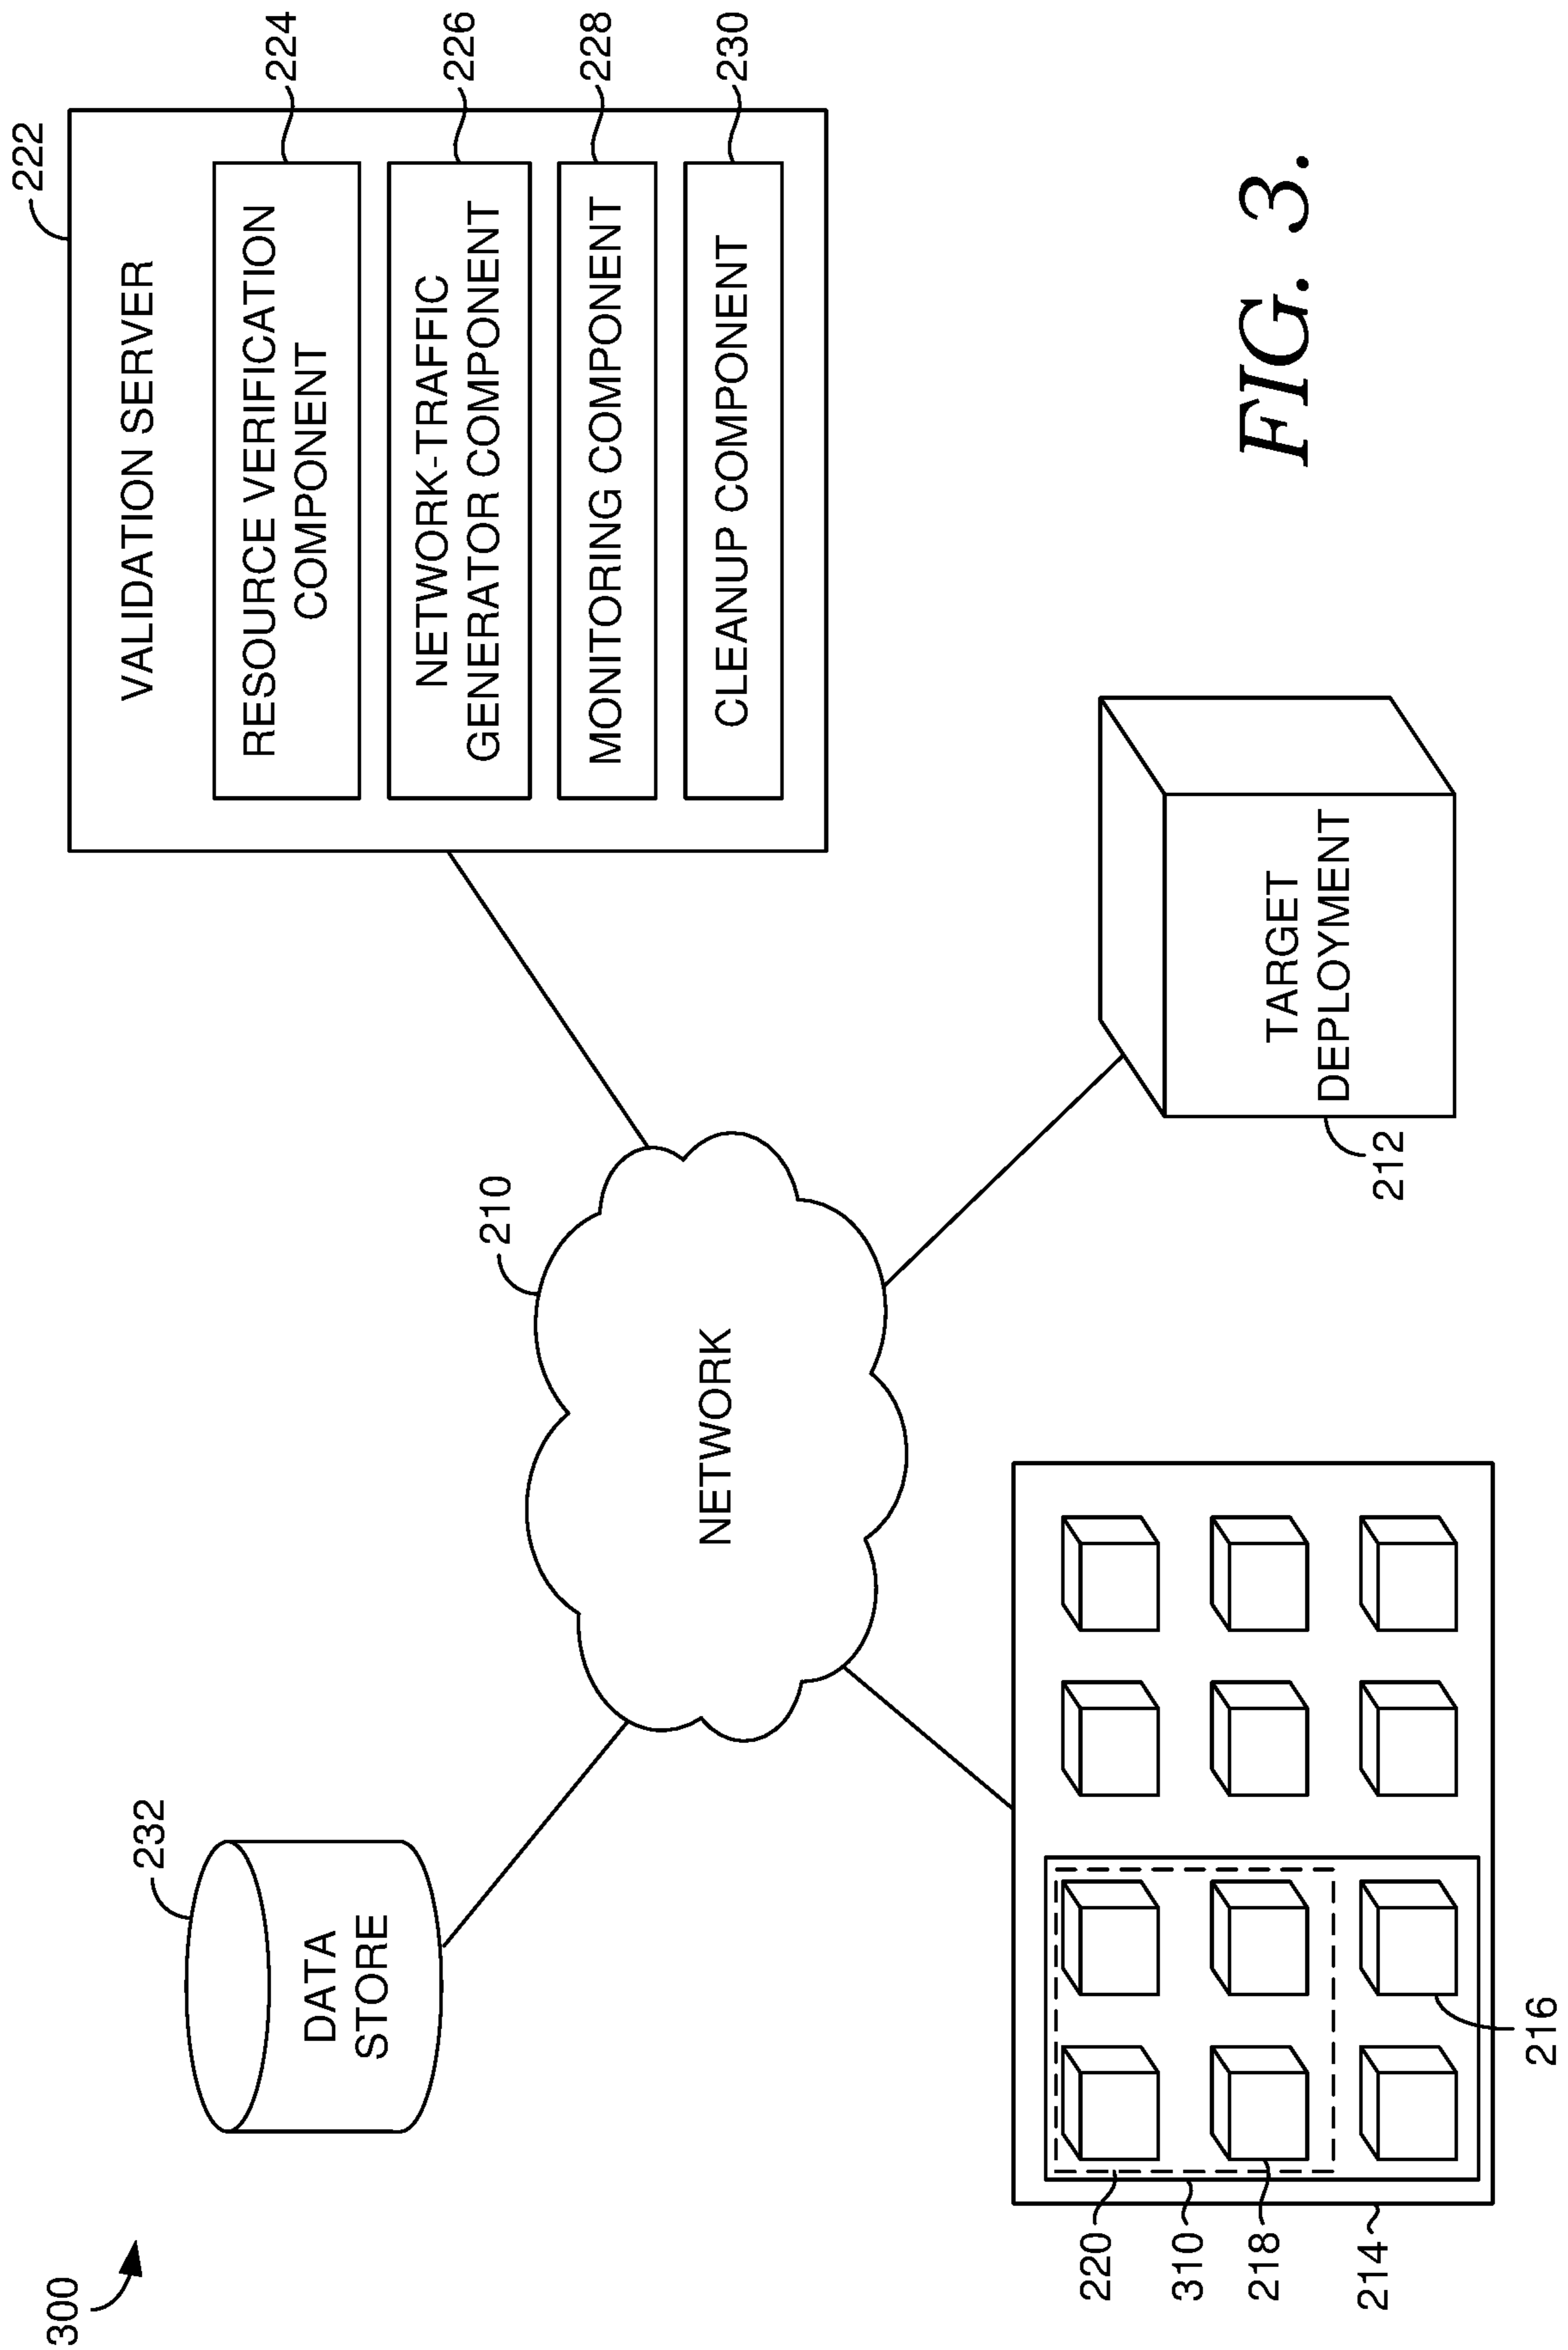 300
232
DATA
STORE
210
NETWORK
222
VALIDATION SERVER
RESOURCE VERIFICATION
COMPONENT
224
NETWORK-TRAFFIC
GENERATOR COMPONENT
226
MONITORING COMPONENT
228
CLEANUP COMPONENT
230
220
310
218
214
216
212
TARGET
DEPLOYMENT
FIG. 3.